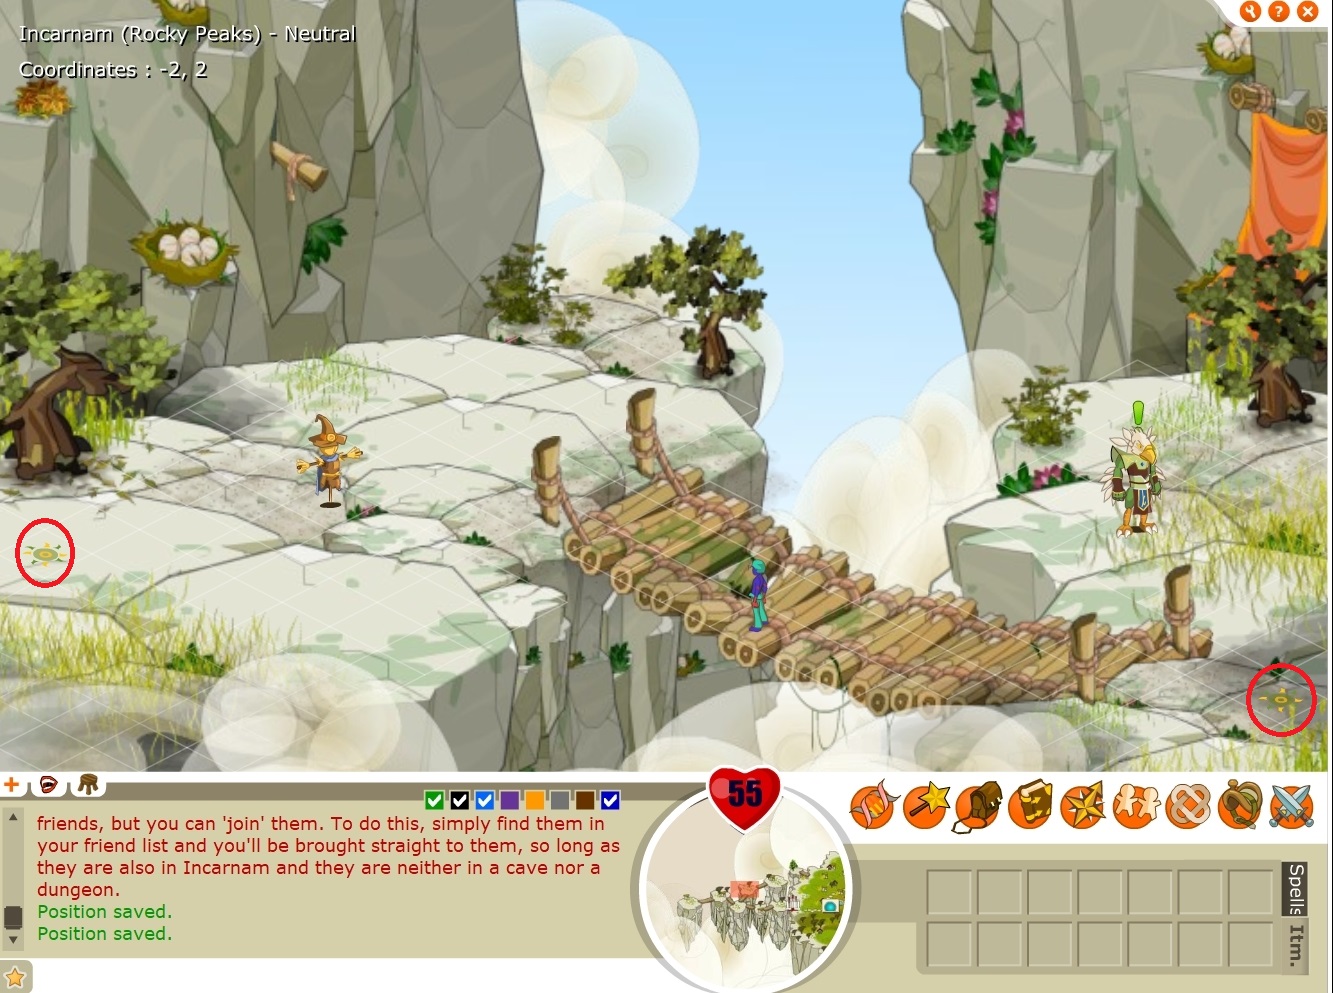 Incarnam (Rocky Peaks) - Neutral
Coordinates : -2, 2
55
friends, but you can 'join' them. To do this, simply find them in
your friend list and you'll be brought straight to them, so long as
they are also in Incarnam and they are neither in a cave nor a
dungeon.
Position saved.
Position saved.
Spells
Itm.